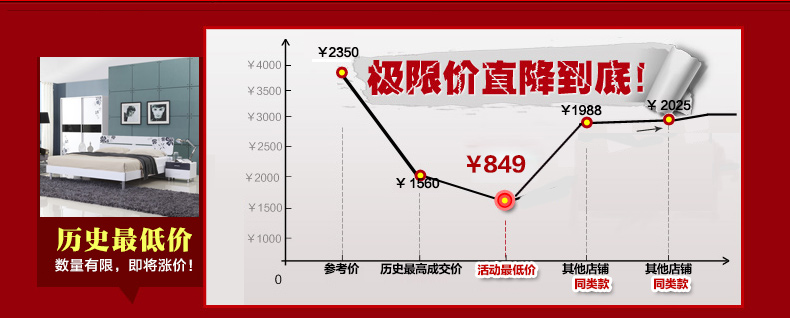 历史最低价
数量有限，即将涨价！
极限价直降到底！
￥4000
￥3500
￥3000
￥2500
￥2000
￥1500
￥1000
0
￥2350
￥1560
￥849
￥1988
￥2025
参考价
历史最高成交价
活动最低价
其他店铺
同类款
其他店铺
同类款